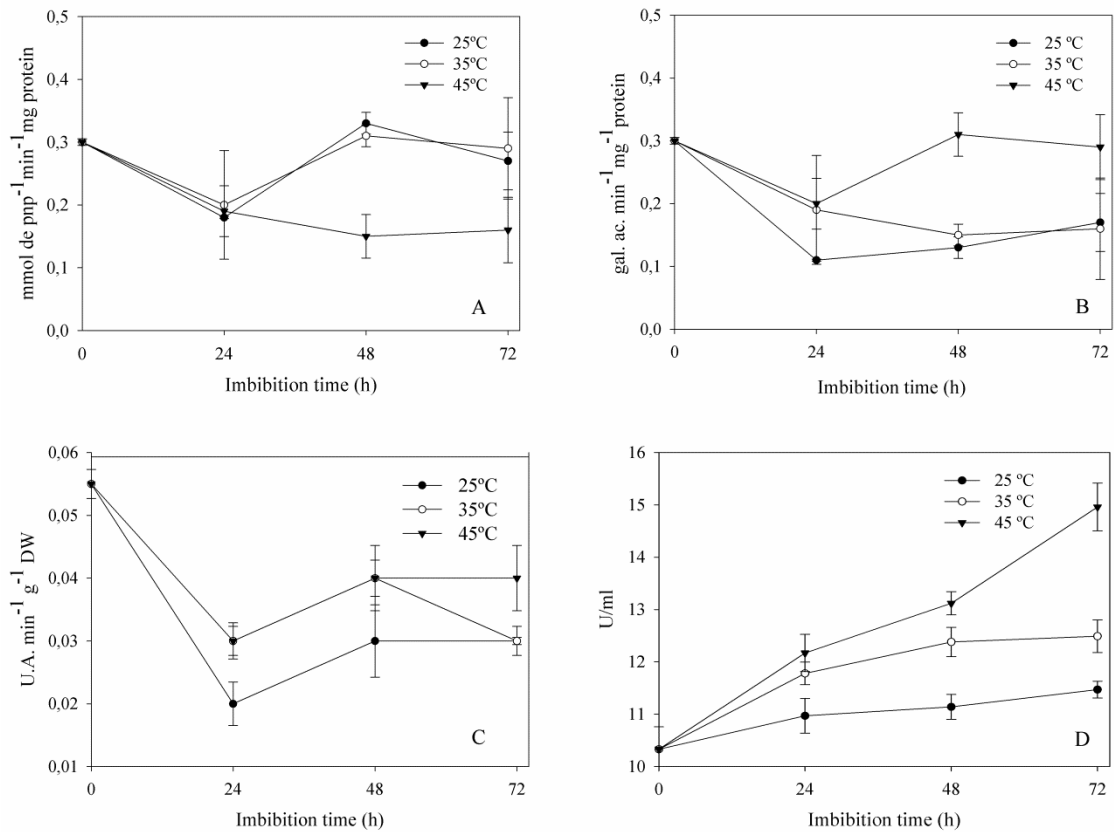 0,5
0,4
0,3
0,2
0,1
0,0
mmol de pnp-1min-1mg protein
25ºC
35ºC
45ºC
A
0
24
48
72
Imbibition time (h)
0,5
0,4
0,3
0,2
0,1
0,0
gal. ac. min-1mg-1protein
25 ºC
35 ºC
45 ºC
B
0
24
48
72
Imbibition time (h)
0,06
0,05
0,04
0,03
0,02
0,01
U.A. min-1 g-1 DW
25ºC
35ºC
45ºC
C
0
24
48
72
Imbibition time (h)
16
15
14
13
12
11
10
U/ml
25 ºC
35 ºC
45 ºC
D
0
24
48
72
Imbibition time (h)